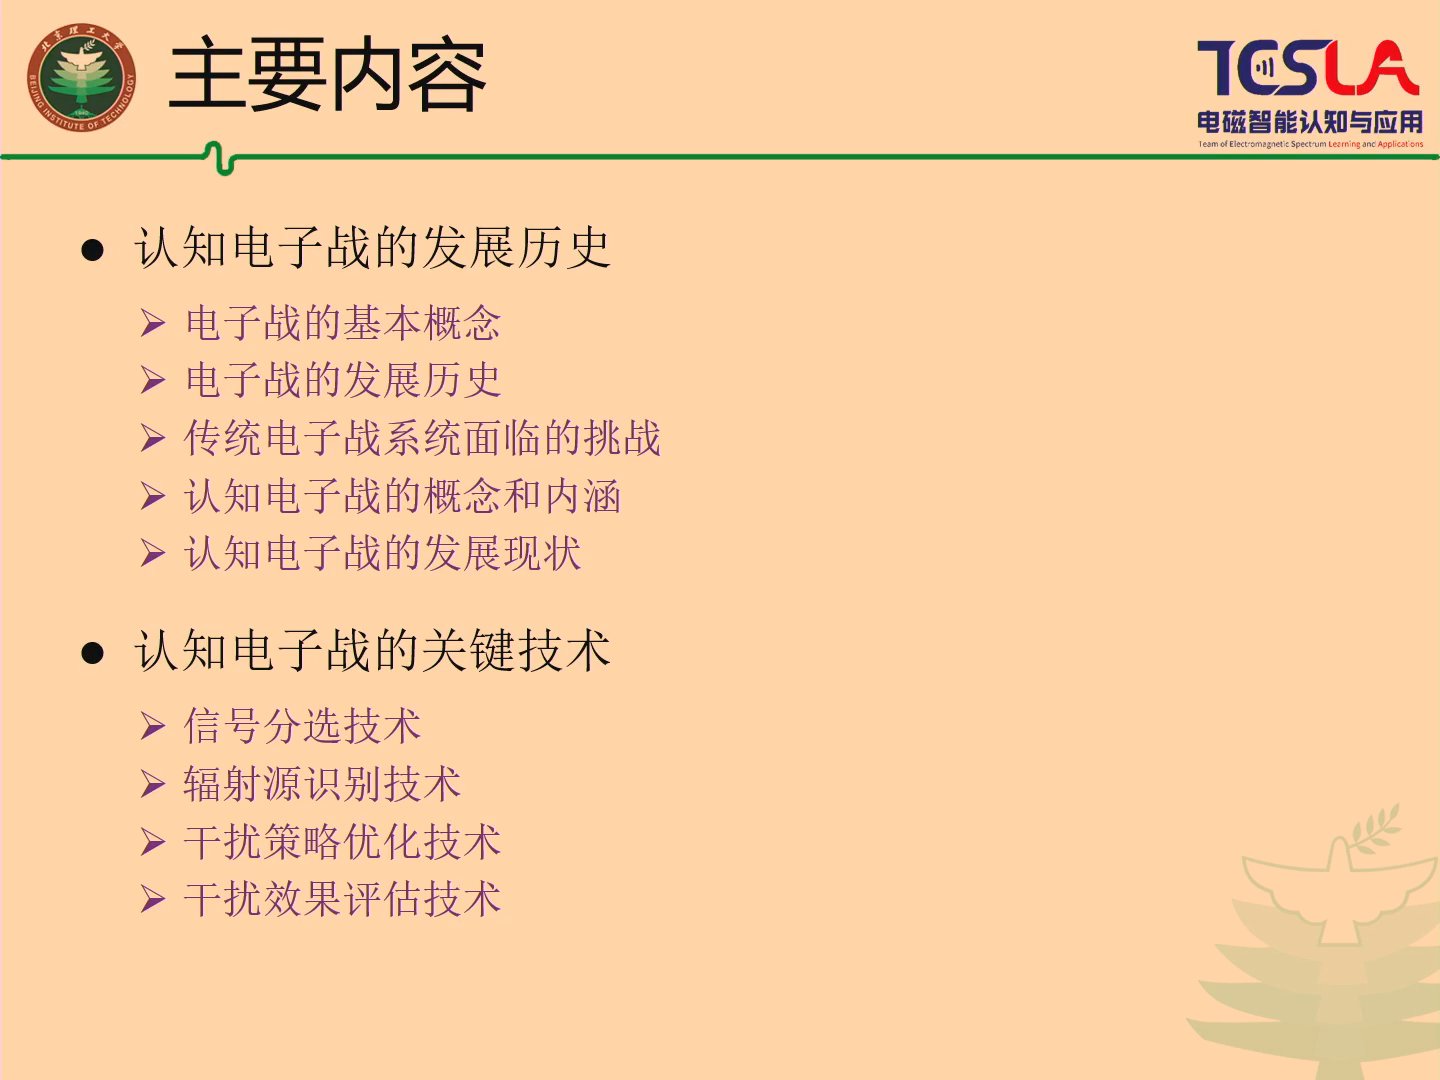 北京理工大学
BEIJING INSTITUTE OF TECHNOLOGY
1940
主要内容
TESLA
电磁智能认知与应用
Team of Electromagnetic Spectrum Learning and Applications
● 认知电子战的发展历史
➢ 电子战的基本概念
➢ 电子战的发展历史
➢ 传统电子战系统面临的挑战
➢ 认知电子战的概念和内涵
➢ 认知电子战的发展现状
● 认知电子战的关键技术
➢ 信号分选技术
➢ 辐射源识别技术
➢ 干扰策略优化技术
➢ 干扰效果评估技术